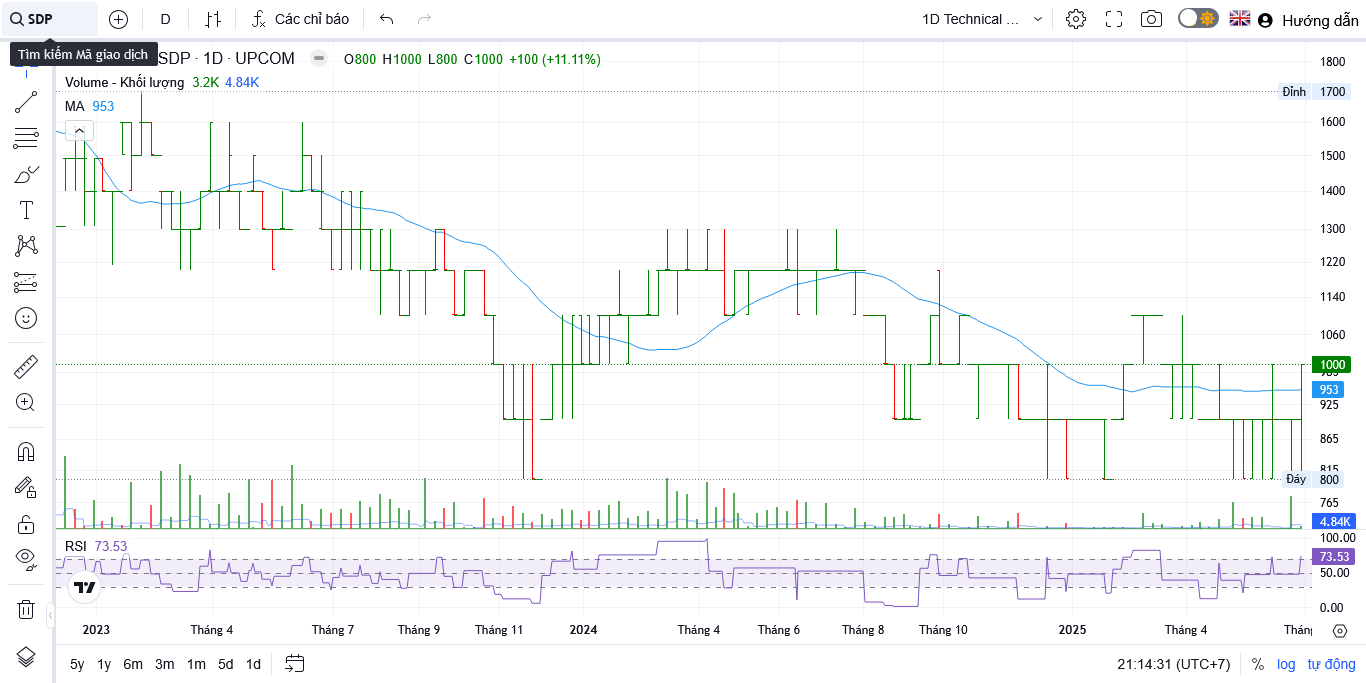 SDP D Các chỉ báo 1D Technical ... Hướng dẫn
Tìm kiếm Mã giao dịch
SDP · 1D · UPCOM O800 H1000 L800 C1000 +100 (+11.11%)
Volume - Khối lượng 3.2K 4.84K
MA 953
1800
Đỉnh 1700
1600
1500
1400
1300
1220
1140
1060
1000
953
925
865
815
Đáy 800
765
4.84K
RSI 73.53
100.00
73.53
50.00
0.00
2023 Tháng 4 Tháng 7 Tháng 9 Tháng 11 2024 Tháng 4 Tháng 6 Tháng 8 Tháng 10 2025 Tháng 4
5y 1y 6m 3m 1m 5d 1d 21:14:31 (UTC+7) % log tự động